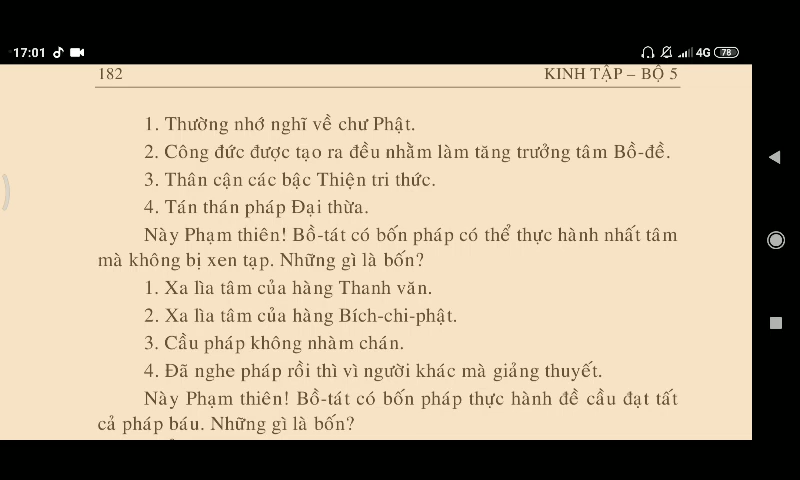 17:01
4G 78
182 KINH TẬP – BỘ 5
1. Thường nhớ nghĩ về chư Phật.
2. Công đức được tạo ra đều nhằm làm tăng trưởng tâm Bồ-đề.
3. Thân cận các bậc Thiện tri thức.
4. Tán thán pháp Đại thừa.
Này Phạm thiên! Bồ-tát có bốn pháp có thể thực hành nhất tâm
mà không bị xen tạp. Những gì là bốn?
1. Xa lìa tâm của hàng Thanh văn.
2. Xa lìa tâm của hàng Bích-chi-phật.
3. Cầu pháp không nhàm chán.
4. Đã nghe pháp rồi thì vì người khác mà giảng thuyết.
Này Phạm thiên! Bồ-tát có bốn pháp thực hành để cầu đạt tất
cả pháp báu. Những gì là bốn?